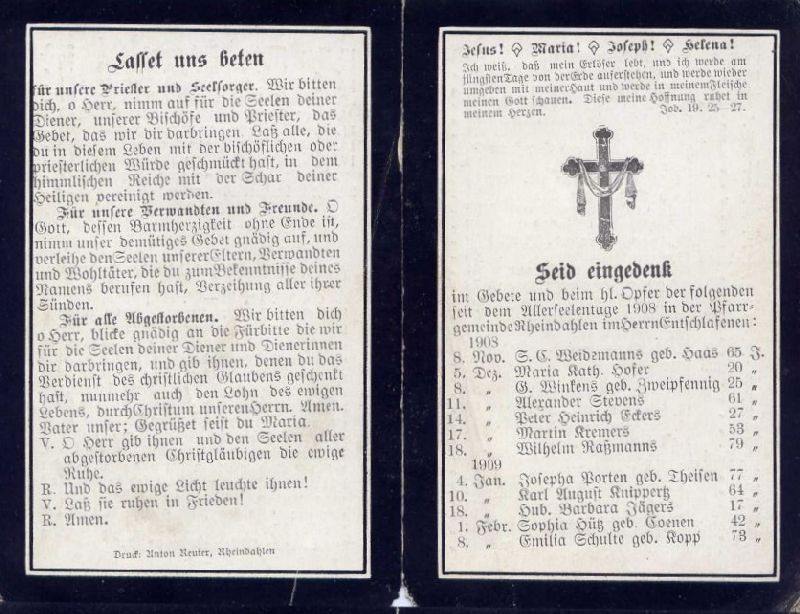 Lasset uns beten
für unsere Priester und Seelsorger. Wir bitten
dich, o Herr, nimm auf für die Seelen deiner
Diener, unserer Bischöfe und Priester, das
Gebet, das wir dir darbringen. Laß alle, die
du in diesem Leben mit der bischöflichen oder
priesterlichen Würde geschmückt hast, in dem
himmlischen Reiche mit der Schar deiner
Heiligen vereinigt werden.
Für unsere Verwandten und Freunde. O
Gott, dessen Barmherzigkeit ohne Ende ist,
nimm unser demütiges Gebet gnädig auf, und
verleihe den Seelen unserer Eltern, Verwandten
und Wohltäter, die du zum Bekenntnisse deines
Namens berufen hast, Verzeihung aller ihrer
Sünden.
Für alle Abgestorbenen. Wir bitten dich
o Herr, blicke gnädig an die Fürbitte die wir
für die Seelen deiner Diener und Dienerinnen
dir darbringen, und gib ihnen, denen du das
Verdienst des christlichen Glaubens geschenkt
hast, nunmehr auch den Lohn des ewigen
Lebens, durch Christum unseren Herrn. Amen.
Vater unser; Gegrüßet seist du Maria.
V. O Herr gib ihnen und den Seelen aller
abgestorbenen Christgläubigen die ewige
Ruhe.
R. Und das ewige Licht leuchte ihnen!
V. Laß sie ruhen in Frieden!
R. Amen.
Druck: Anton Reuter, Rheindahlen
Jesus! Maria! Joseph! Helena!
Ich weiß, daß mein Erlöser lebt, und ich werde am
jüngsten Tage von der Erde auferstehen, und werde wieder
umgeben mit meiner Haut und werde in meinem Fleische
meinen Gott schauen. Diese meine Hoffnung ruhet in
meinem Herzen. Job. 19. 25—27.
Seid eingedenk
im Gebete und beim hl. Opfer der folgenden
seit dem Allerseelentage 1908 in der Pfarr-
gemeinde Rheindahlen im Herrn Entschlafenen:
1908
8. Nov. S. C. Weidemanns geb. Haas 65 J.
5. Dez. Maria Kath. Hofer 20 „
8. „ G. Winkens geb. Zweipfennig 25 „
11. „ Alexander Stevens 61 „
14. „ Peter Heinrich Eckers 27 „
17. „ Martin Kremers 53 „
18. „ Wilhelm Raßmanns 79 „
1909
4. Jan. Josepha Porten geb. Theisen 77 „
10. „ Karl August Knippertz 64 „
18. „ Hub. Barbara Jägers 17 „
1. Febr. Sophia Hütz geb. Coenen 42 „
8. „ Emilia Schulte geb. Kopp 73 „